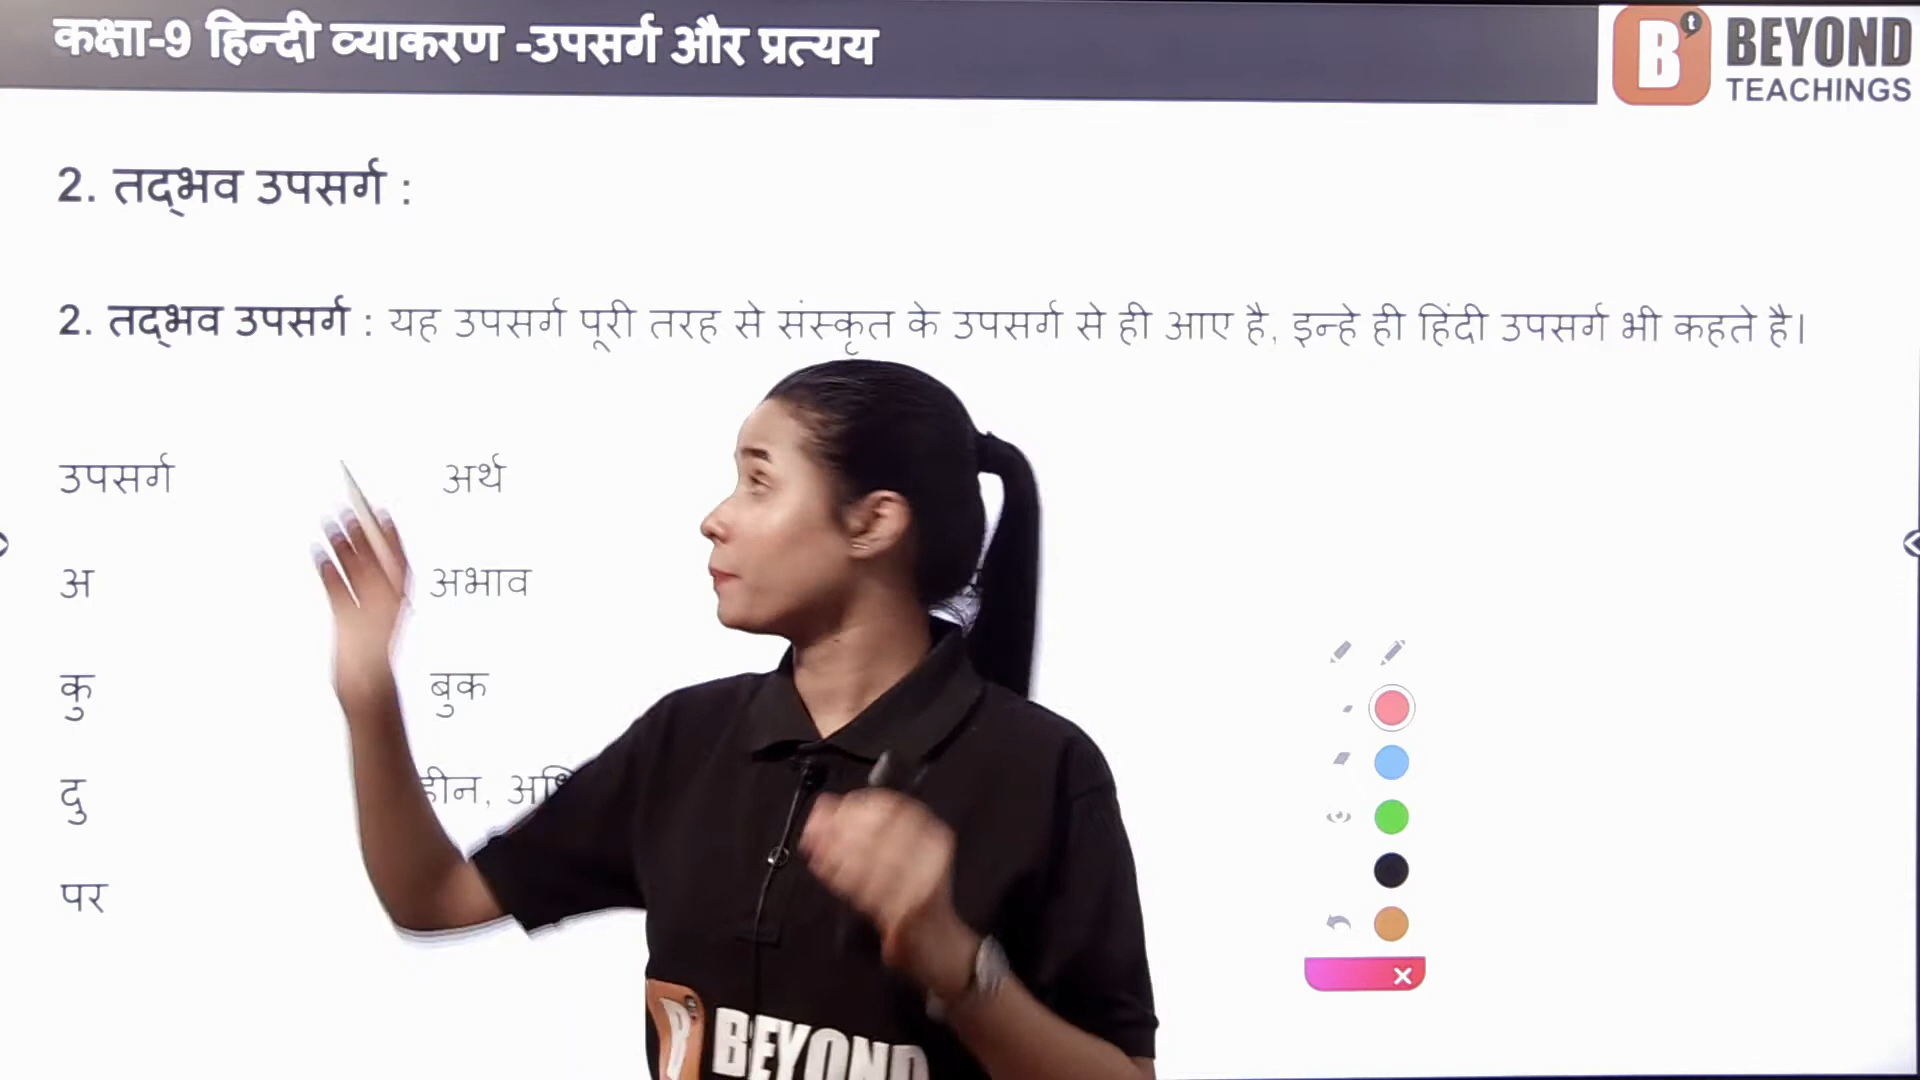 कक्षा-9 हिन्दी व्याकरण -उपसर्ग और प्रत्यय
BEYOND
TEACHINGS
2. तद्भव उपसर्ग :
2. तद्भव उपसर्ग : यह उपसर्ग पूरी तरह से संस्कृत के उपसर्ग से ही आए है, इन्हे ही हिंदी उपसर्ग भी कहते है।
उपसर्ग अर्थ
अ अभाव
कु बुक
दु हीन,
पर
BEYOND